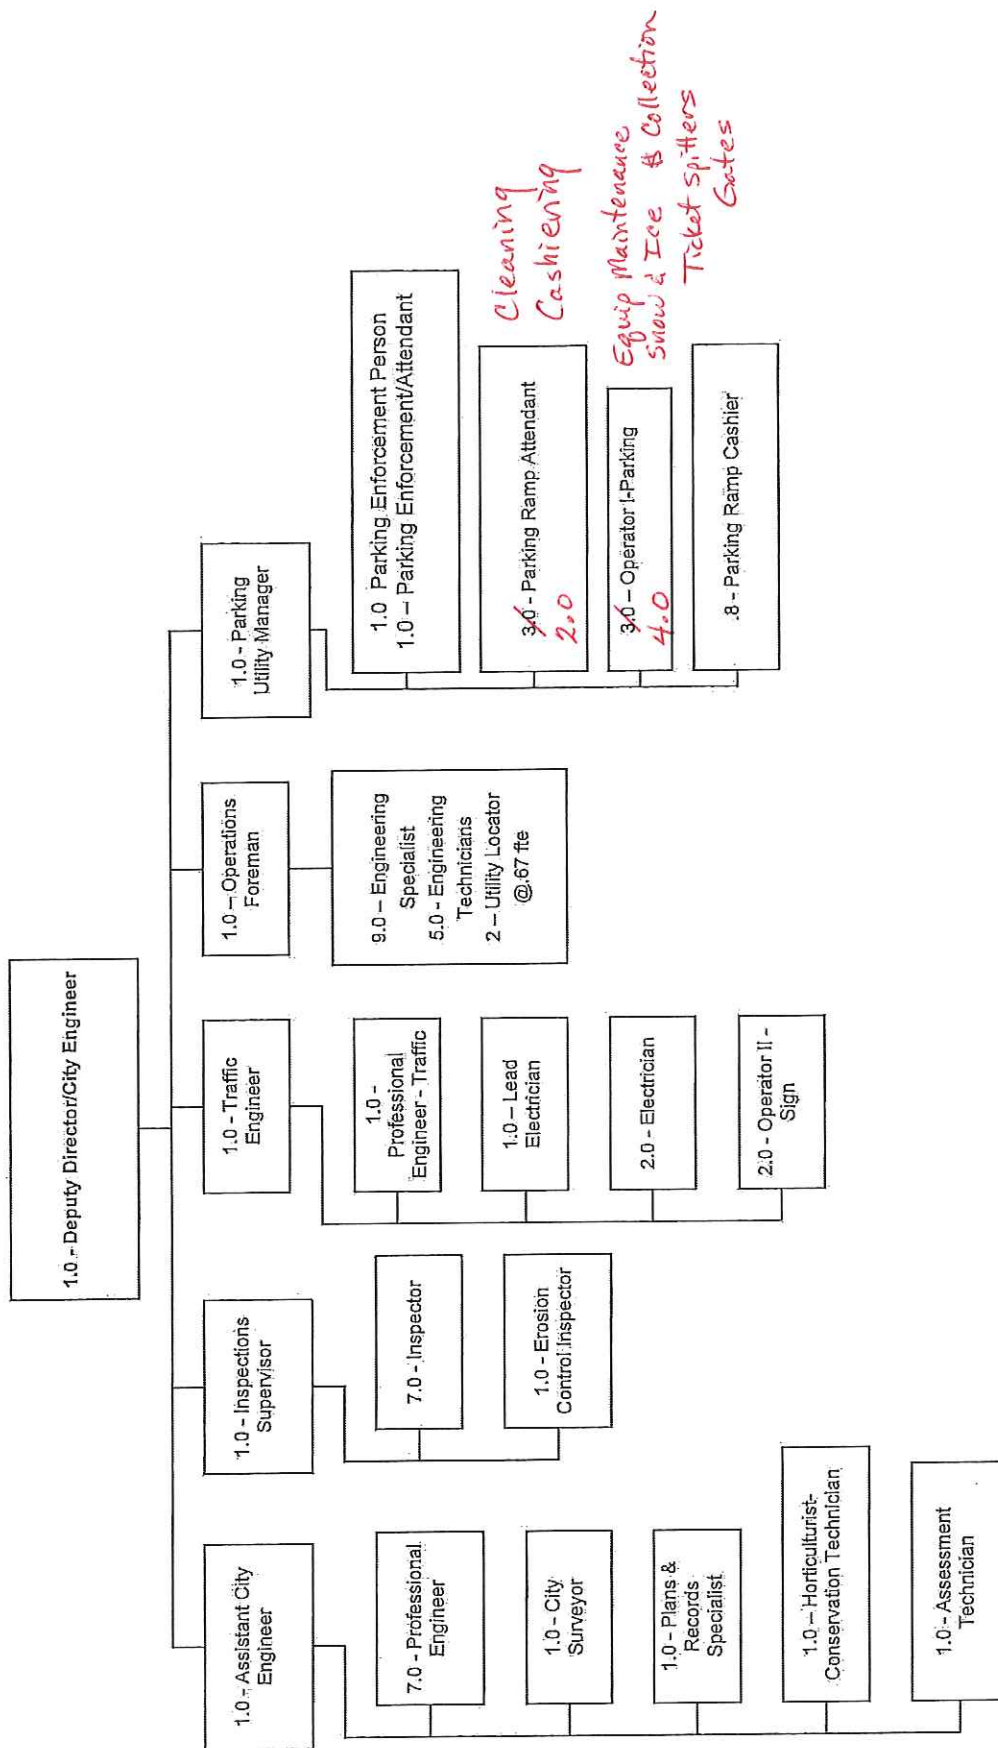 1.0 - Deputy Director/City Engineer
1.0 - Assistant City
Engineer
7.0 - Professional
Engineer
1.0 - City
Surveyor
1.0 - Plans &
Records
Specialist
1.0 – Horticulturist-
Conservation Technician
1.0 - Assessment
Technician
1.0 - Inspections
Supervisor
7.0 - Inspector
1.0 - Erosion
Control Inspector
1.0 - Traffic
Engineer
1.0 -
Professional
Engineer - Traffic
1.0 – Lead
Electrician
2.0 - Electrician
2.0 - Operator II -
Sign
1.0 – Operations
Foreman
9.0 – Engineering
Specialist
5.0 - Engineering
Technicians
2 – Utility Locator
@.67 fte
1.0 - Parking
Utility Manager
1.0 Parking Enforcement Person
1.0 – Parking Enforcement/Attendant
3.0 - Parking Ramp Attendant
2.0
Cleaning
Cashiering
3.0 – Operator I-Parking
4.0
Equip Maintenance
Snow & Ice $ Collection
Ticket spitters
Gates
.8 - Parking Ramp Cashier